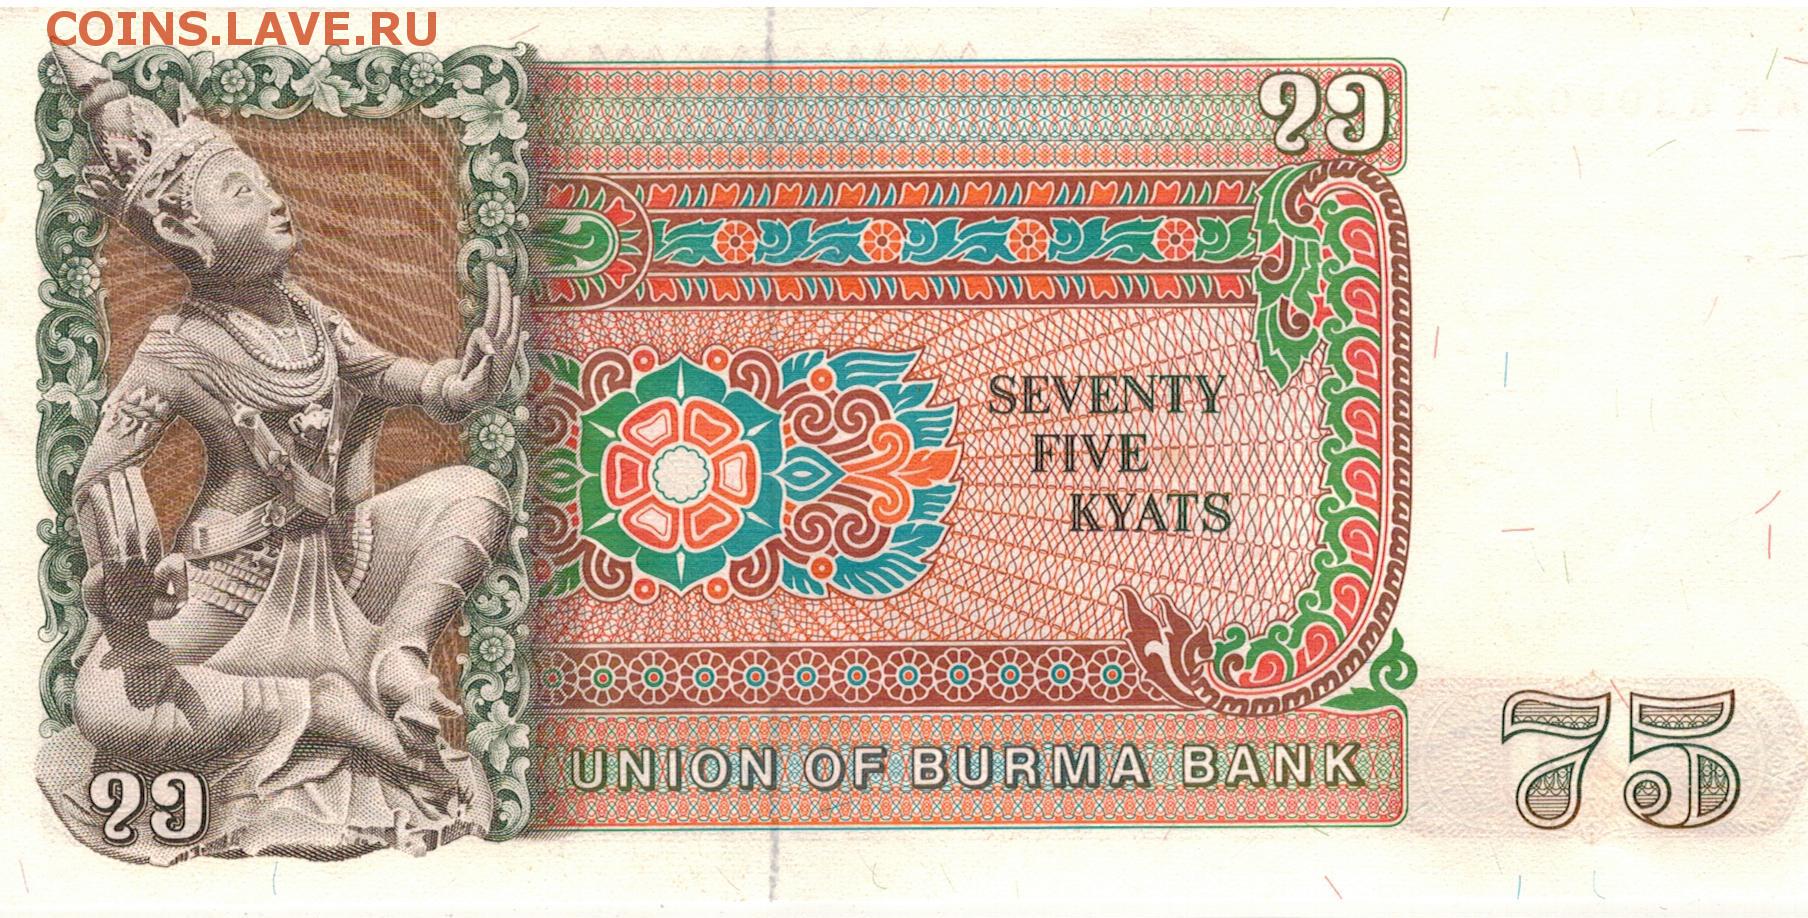 COINS.LAVE.RU
၇၅
SEVENTY
FIVE
KYATS
UNION OF BURMA BANK
၇၅
75